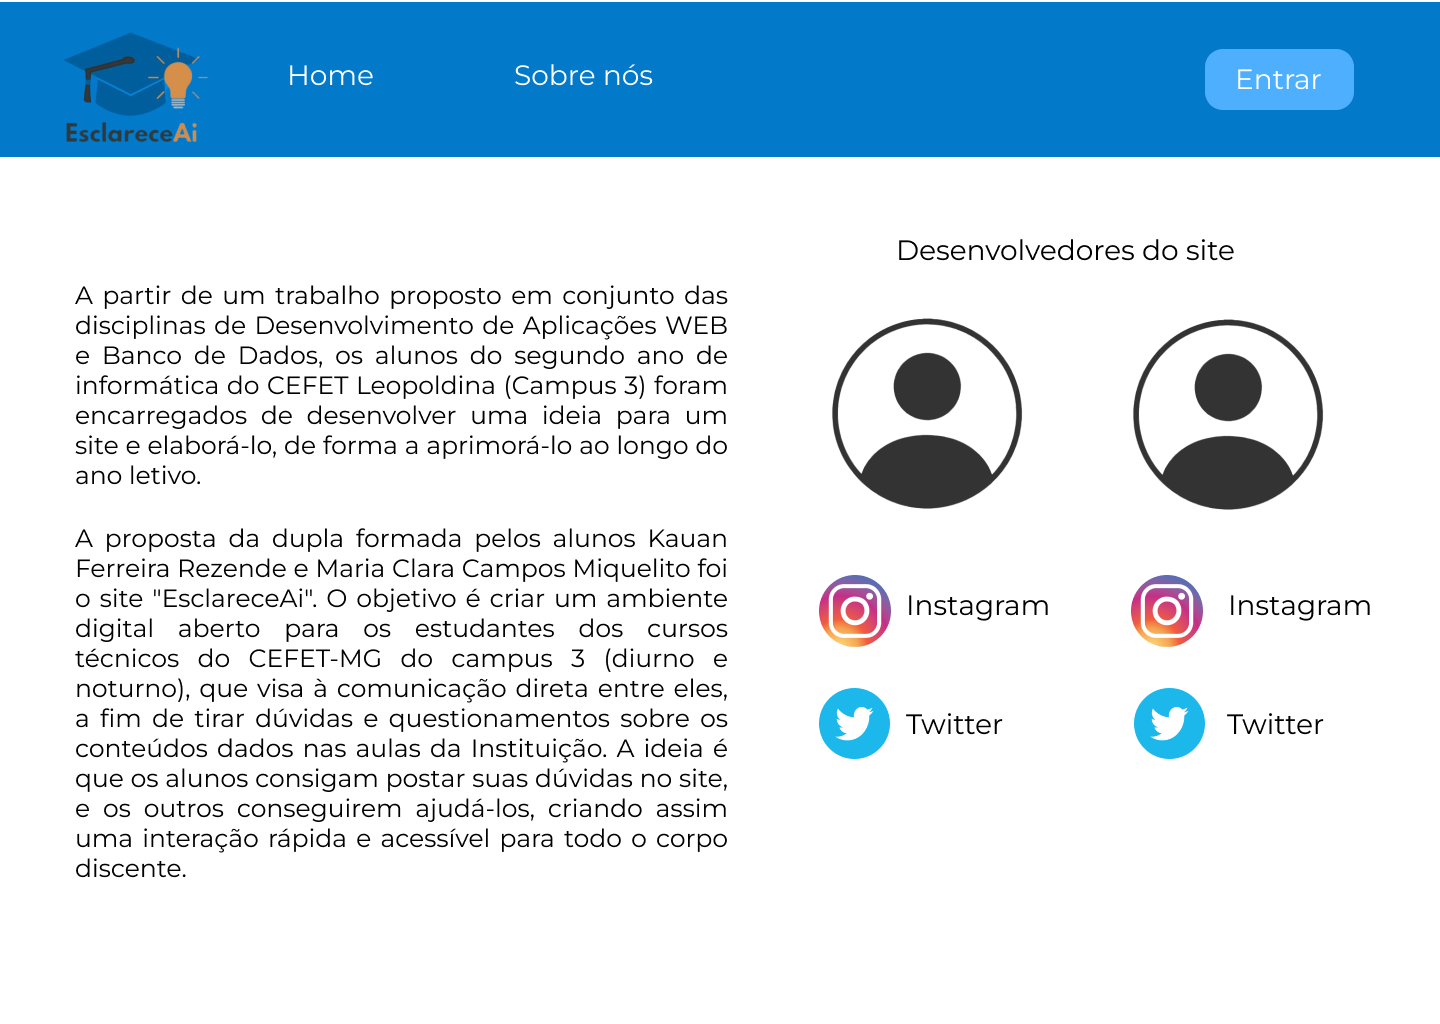 EsclareceAi
Home
Sobre nós
Entrar
A partir de um trabalho proposto em conjunto das
disciplinas de Desenvolvimento de Aplicações WEB
e Banco de Dados, os alunos do segundo ano de
informática do CEFET Leopoldina (Campus 3) foram
encarregados de desenvolver uma ideia para um
site e elaborá-lo, de forma a aprimorá-lo ao longo do
ano letivo.
A proposta da dupla formada pelos alunos Kauan
Ferreira Rezende e Maria Clara Campos Miquelito foi
o site "EsclareceAi". O objetivo é criar um ambiente
digital aberto para os estudantes dos cursos
técnicos do CEFET-MG do campus 3 (diurno e
noturno), que visa à comunicação direta entre eles,
a fim de tirar dúvidas e questionamentos sobre os
conteúdos dados nas aulas da Instituição. A ideia é
que os alunos consigam postar suas dúvidas no site,
e os outros conseguirem ajudá-los, criando assim
uma interação rápida e acessível para todo o corpo
discente.
Desenvolvedores do site
Instagram
Instagram
Twitter
Twitter